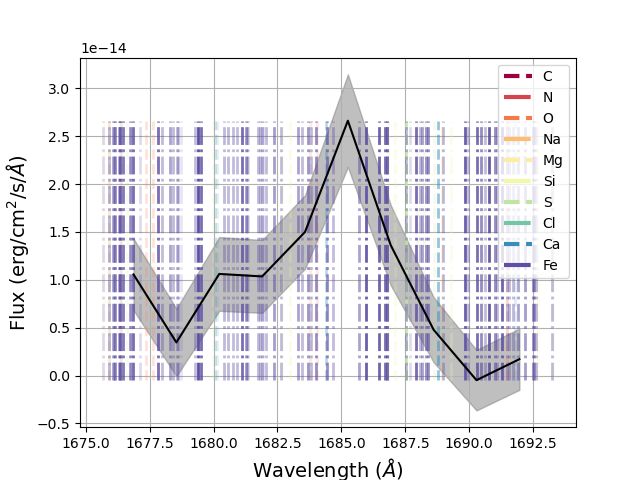 1e−14
3.0
2.5
2.0
1.5
1.0
0.5
0.0
−0.5
Flux (erg/cm²/s/Å)
1675.0 1677.5 1680.0 1682.5 1685.0 1687.5 1690.0 1692.5
Wavelength (Å)
C
N
O
Na
Mg
Si
S
Cl
Ca
Fe